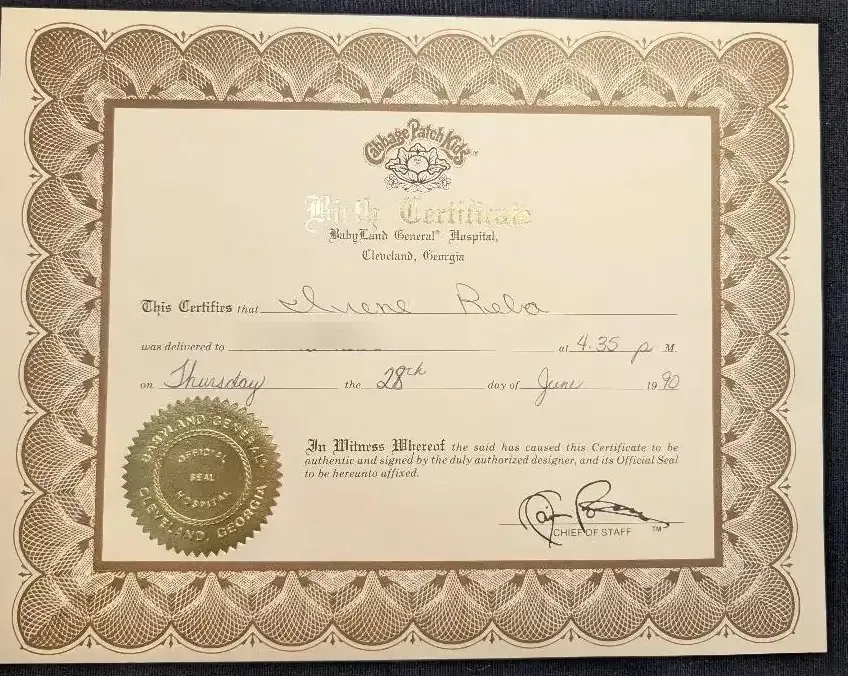 Cabbage Patch Kids™
Birth Certificate
BabyLand General® Hospital,
Cleveland, Georgia
This Certifies that Irene Reba
was delivered to at 4.35 p M
on Thursday the 28th day of June 1990
In Witness Whereof the said has caused this Certificate to be
authentic and signed by the duly authorized designer, and its Official Seal
to be hereunto affixed.
BABYLAND GENERAL
OFFICIAL
SEAL
HOSPITAL
CLEVELAND, GEORGIA
CHIEF OF STAFF ™